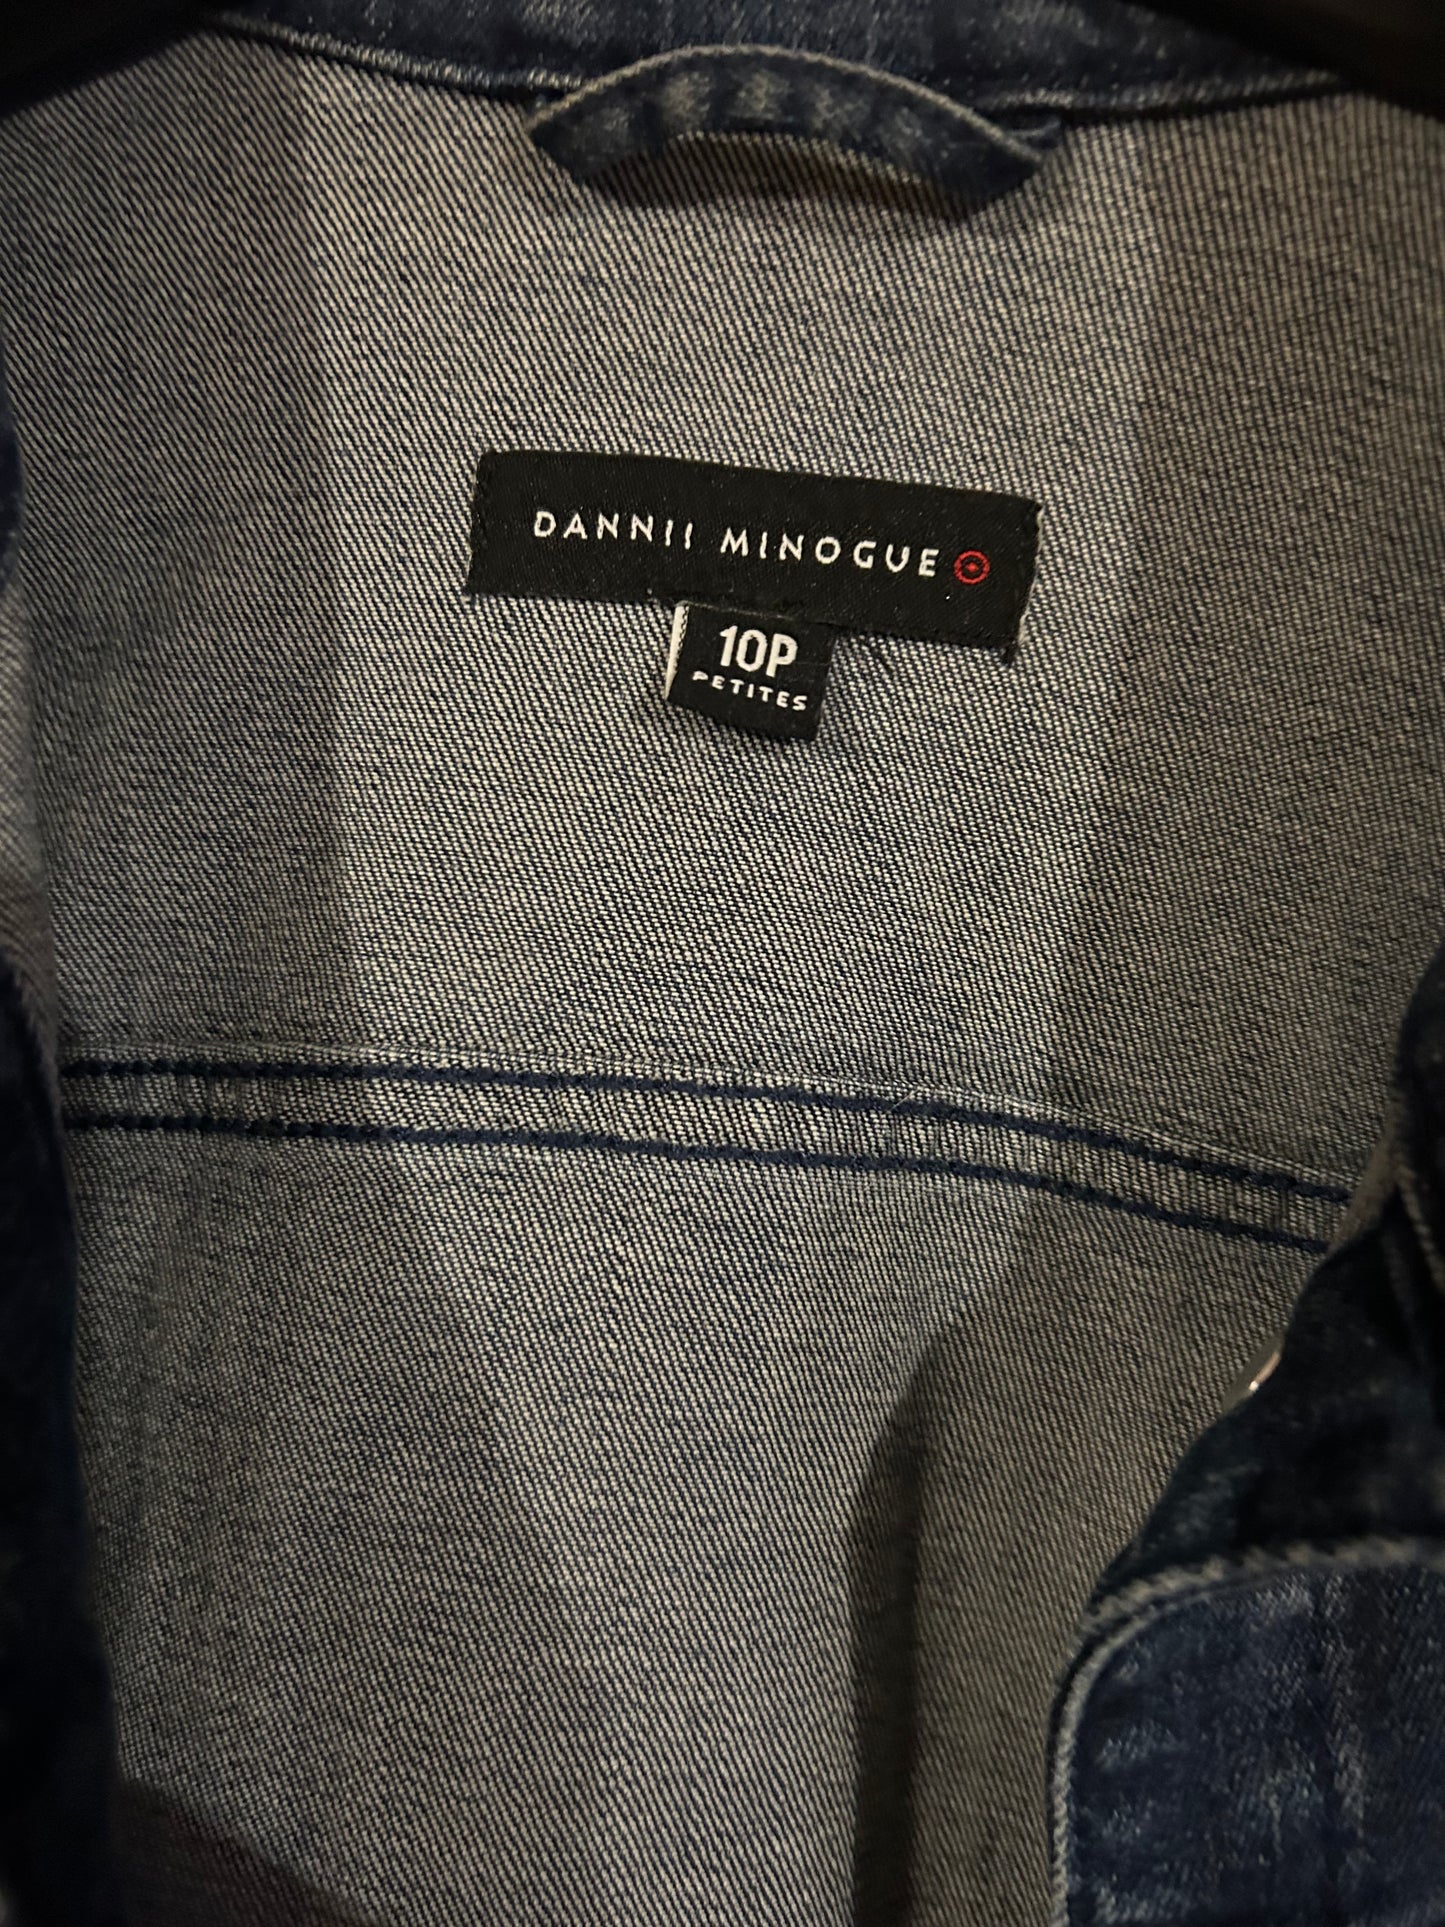 DANNII MINOGUE
10P
PETITES